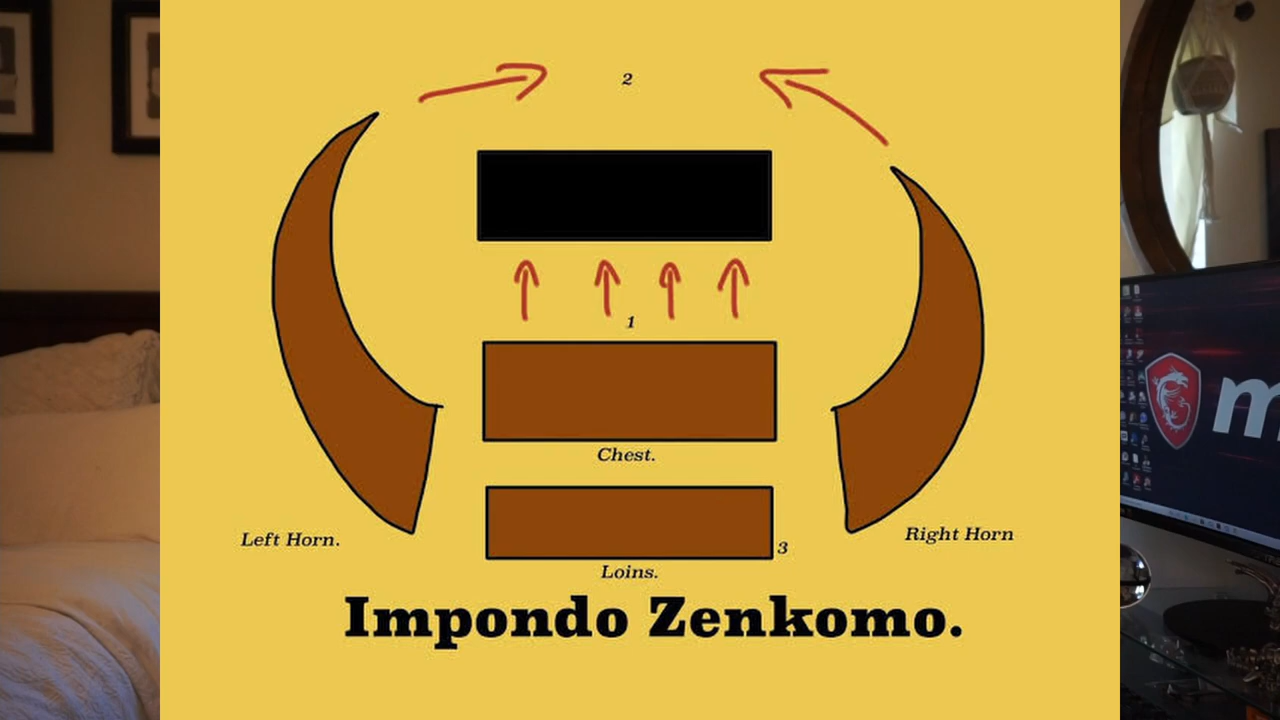 2
1
Chest.
Left Horn.
Right Horn
3
Loins.
Impondo Zenkomo.
m